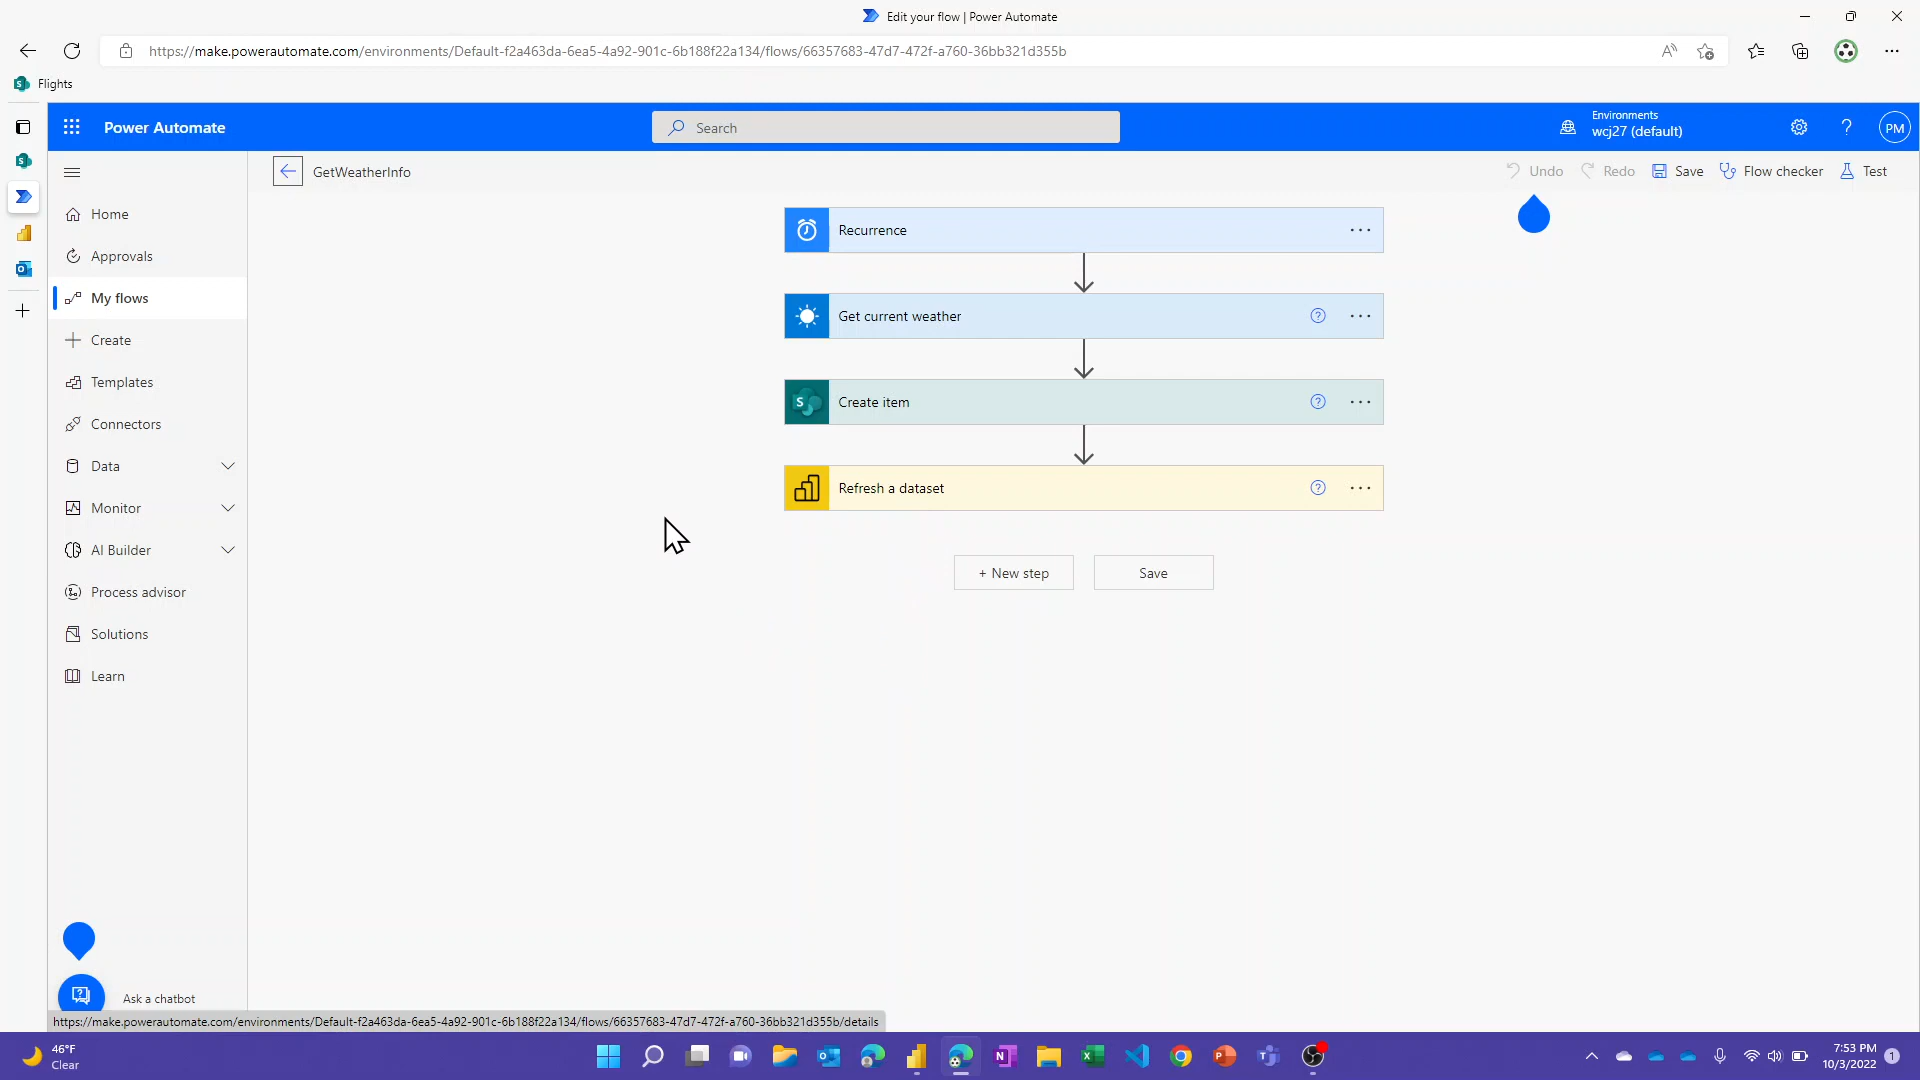 Edit your flow | Power Automate
https://make.powerautomate.com/environments/Default-f2a463da-6ea5-4a92-901c-6b188f22a134/flows/66357683-47d7-472f-a760-36bb321d355b
Flights
Power Automate
Search
Environments
wcj27 (default)
PM
GetWeatherInfo
Undo
Redo
Save
Flow checker
Test
Home
Approvals
My flows
Create
Templates
Connectors
Data
Monitor
AI Builder
Process advisor
Solutions
Learn
Recurrence
Get current weather
Create item
Refresh a dataset
+ New step
Save
Ask a chatbot
https://make.powerautomate.com/environments/Default-f2a463da-6ea5-4a92-901c-6b188f22a134/flows/66357683-47d7-472f-a760-36bb321d355b/details
46°F
Clear
7:53 PM
10/3/2022
1